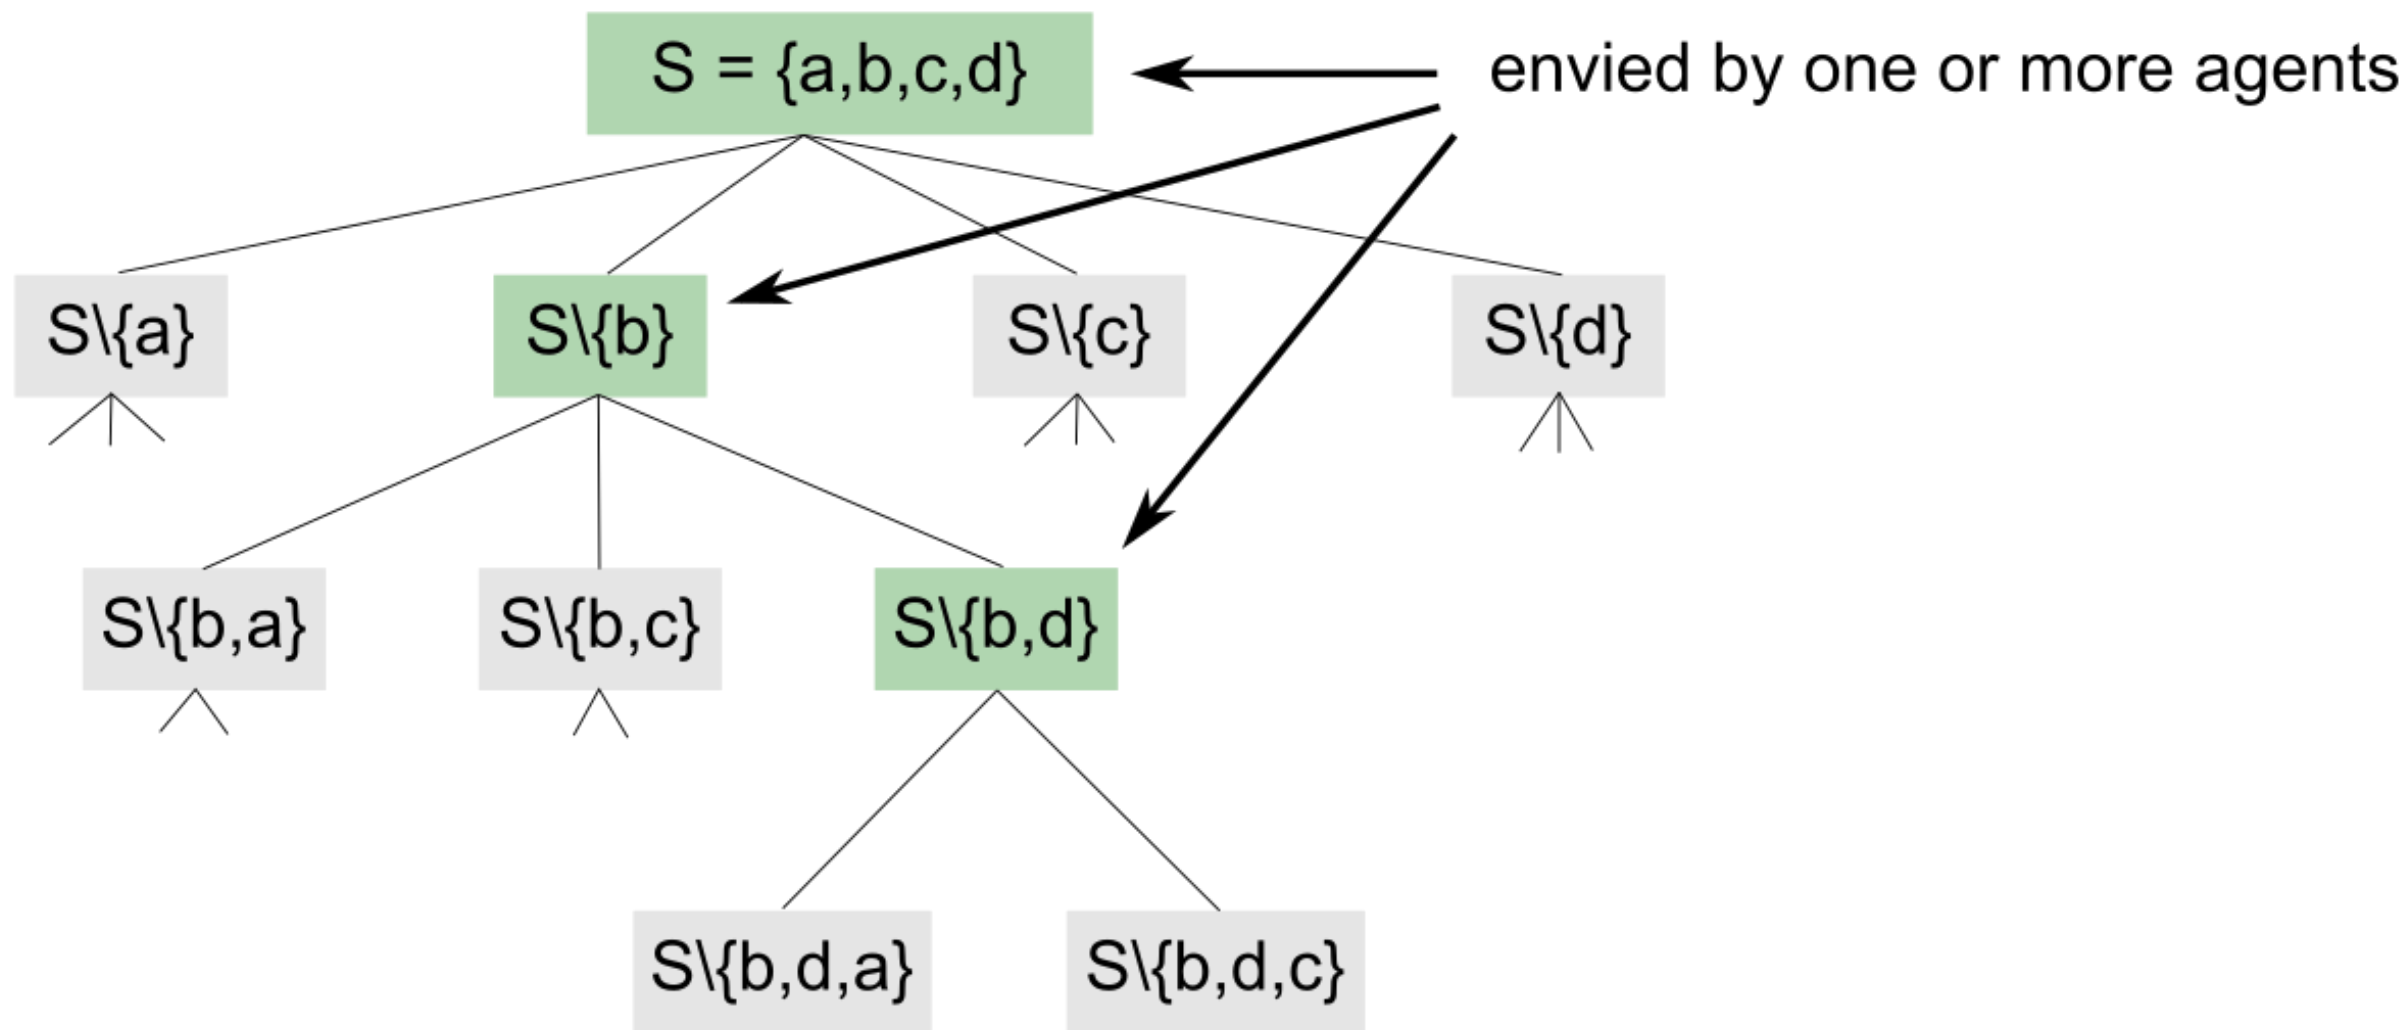 S = {a,b,c,d}
envied by one or more agents
S\{a}
S\{b}
S\{c}
S\{d}
S\{b,a}
S\{b,c}
S\{b,d}
S\{b,d,a}
S\{b,d,c}